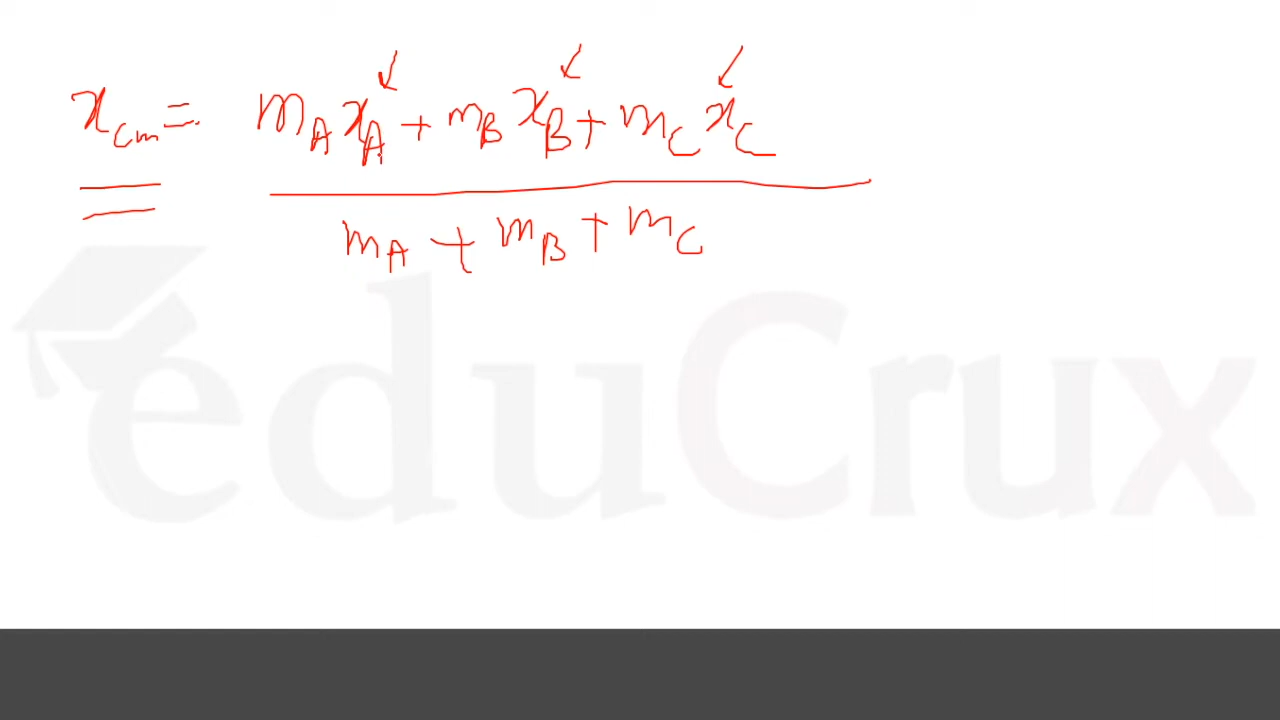 x_cm = m_A x_A + m_B x_B + m_C x_C
m_A + m_B + m_C
eduCrux